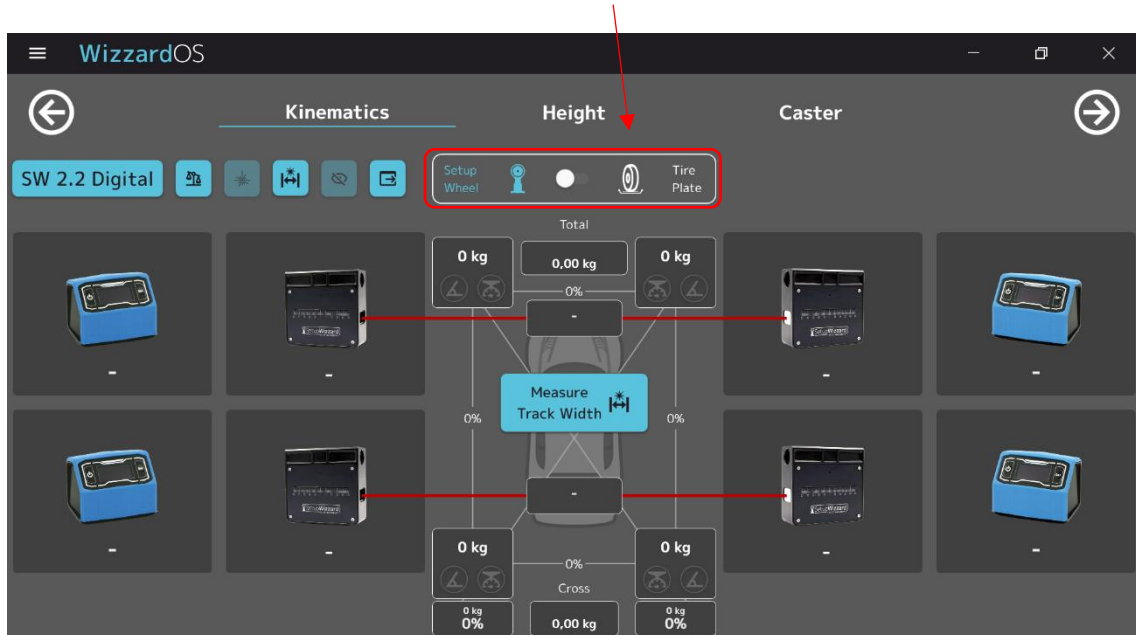 WizzardOS
Kinematics
Height
Caster
SW 2.2 Digital
Setup
Wheel
Tire
Plate
Total
0 kg
0,00 kg
0 kg
0%
-
-
-
-
-
Measure
Track Width
0%
0%
-
-
-
-
-
0 kg
0 kg
0%
Cross
0 kg
0%
0,00 kg
0 kg
0%